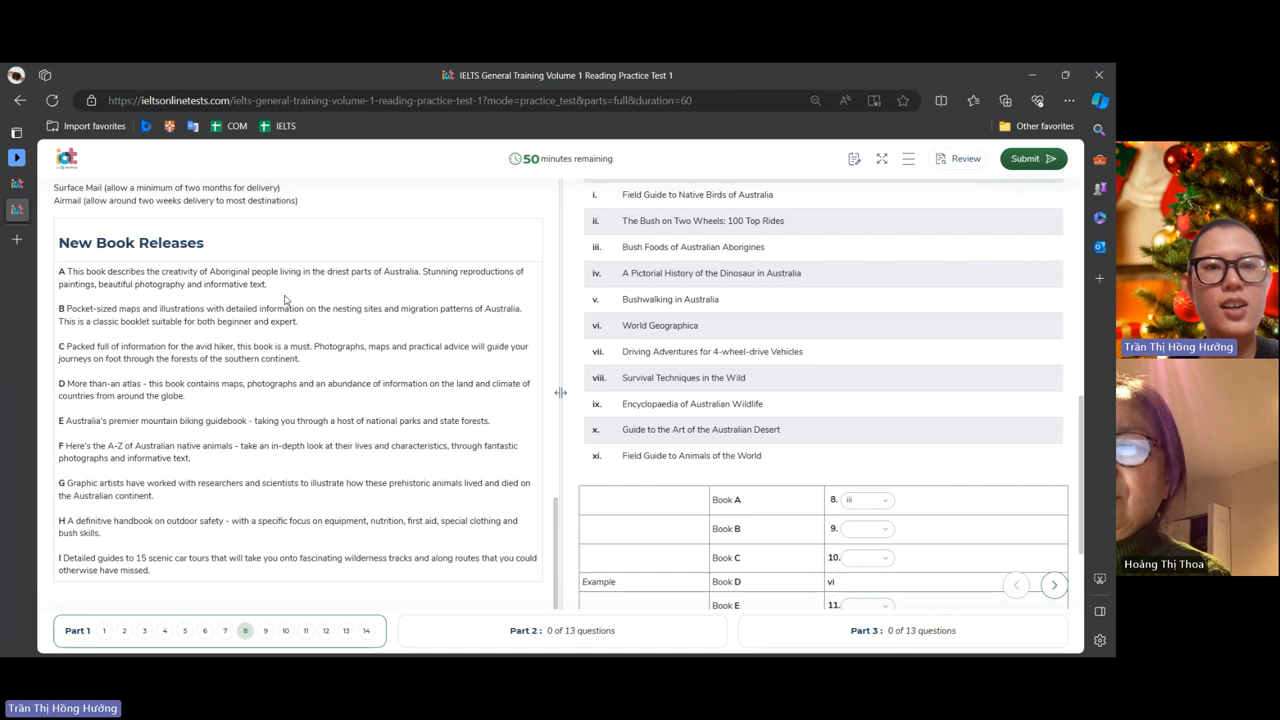 IELTS General Training Volume 1 Reading Practice Test 1
https://ieltsonlinetests.com/ielts-general-training-volume-1-reading-practice-test-1?mode=practice_test&parts=full&duration=60
Import favorites
COM
IELTS
Other favorites
iot
50 minutes remaining
Review
Submit
Surface Mail (allow a minimum of two months for delivery)
Airmail (allow around two weeks delivery to most destinations)
New Book Releases
A This book describes the creativity of Aboriginal people living in the driest parts of Australia. Stunning reproductions of
paintings, beautiful photography and informative text.
B Pocket-sized maps and illustrations with detailed information on the nesting sites and migration patterns of Australia.
This is a classic booklet suitable for both beginner and expert.
C Packed full of information for the avid hiker, this book is a must. Photographs, maps and practical advice will guide your
journeys on foot through the forests of the southern continent.
D More than-an atlas - this book contains maps, photographs and an abundance of information on the land and climate of
countries from around the globe.
E Australia's premier mountain biking guidebook - taking you through a host of national parks and state forests.
F Here's the A-Z of Australian native animals - take an in-depth look at their lives and characteristics, through fantastic
photographs and informative text.
G Graphic artists have worked with researchers and scientists to illustrate how these prehistoric animals lived and died on
the Australian continent.
H A definitive handbook on outdoor safety - with a specific focus on equipment, nutrition, first aid, special clothing and
bush skills.
I Detailed guides to 15 scenic car tours that will take you onto fascinating wilderness tracks and along routes that you could
otherwise have missed.
i. Field Guide to Native Birds of Australia
ii. The Bush on Two Wheels: 100 Top Rides
iii. Bush Foods of Australian Aborigines
iv. A Pictorial History of the Dinosaur in Australia
v. Bushwalking in Australia
vi. World Geographica
vii. Driving Adventures for 4-wheel-drive Vehicles
viii. Survival Techniques in the Wild
ix. Encyclopaedia of Australian Wildlife
x. Guide to the Art of the Australian Desert
xi. Field Guide to Animals of the World
Book A 8. iii
Book B 9.
Book C 10.
Example Book D vi
Book E 11.
Part 1 1 2 3 4 5 6 7 8 9 10 11 12 13 14
Part 2 : 0 of 13 questions
Part 3 : 0 of 13 questions
Trần Thị Hồng Hướng
Hoàng Thị Thoa
Trần Thị Hồng Hướng